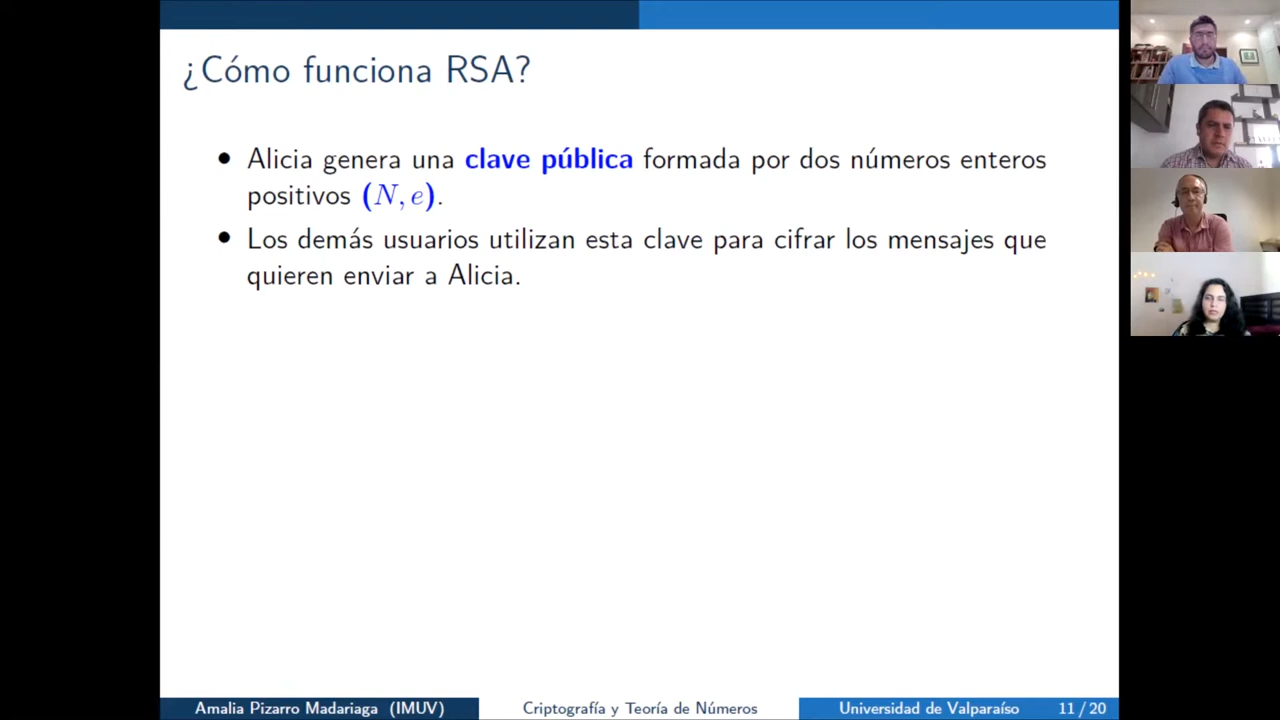 ¿Cómo funciona RSA?
• Alicia genera una clave pública formada por dos números enteros
positivos (N, e).
• Los demás usuarios utilizan esta clave para cifrar los mensajes que
quieren enviar a Alicia.
Amalia Pizarro Madariaga (IMUV) Criptografía y Teoría de Números Universidad de Valparaíso 11 / 20